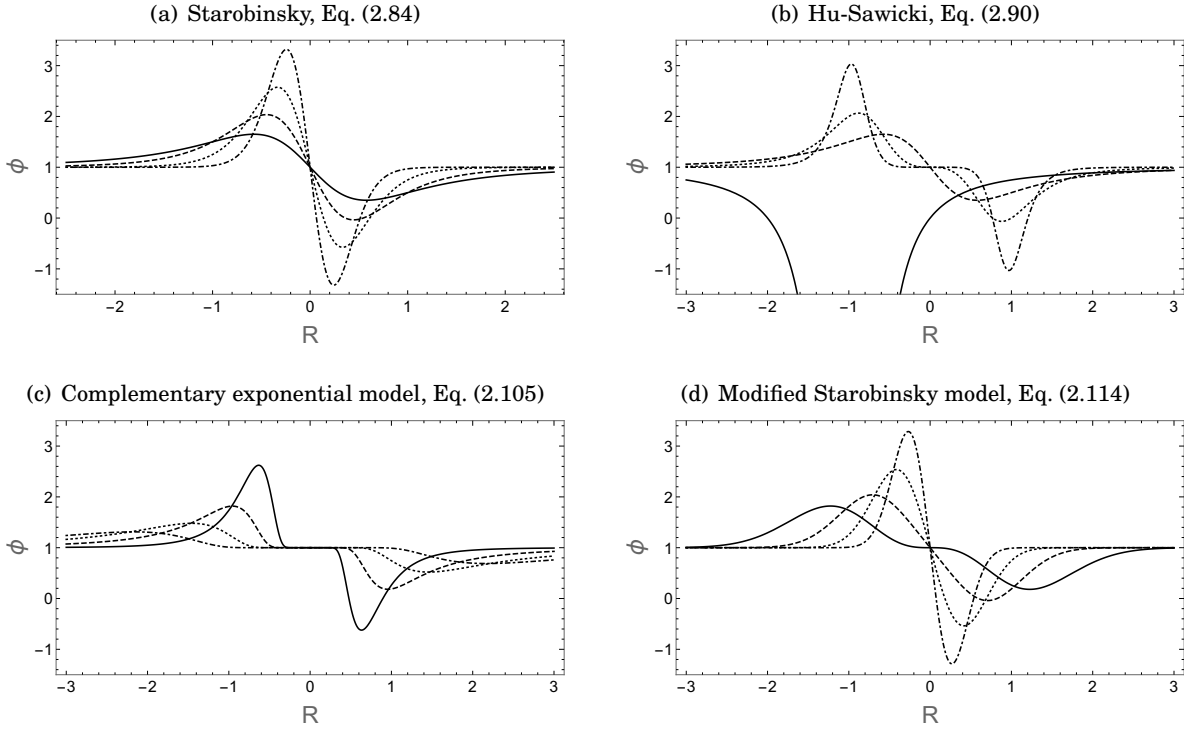 (a) Starobinsky, Eq. (2.84)
3
2
1
0
−1
ϕ
−2 −1 0 1 2
R
(b) Hu-Sawicki, Eq. (2.90)
3
2
1
0
−1
ϕ
−3 −2 −1 0 1 2 3
R
(c) Complementary exponential model, Eq. (2.105)
3
2
1
0
−1
ϕ
−3 −2 −1 0 1 2 3
R
(d) Modified Starobinsky model, Eq. (2.114)
3
2
1
0
−1
ϕ
−3 −2 −1 0 1 2 3
R